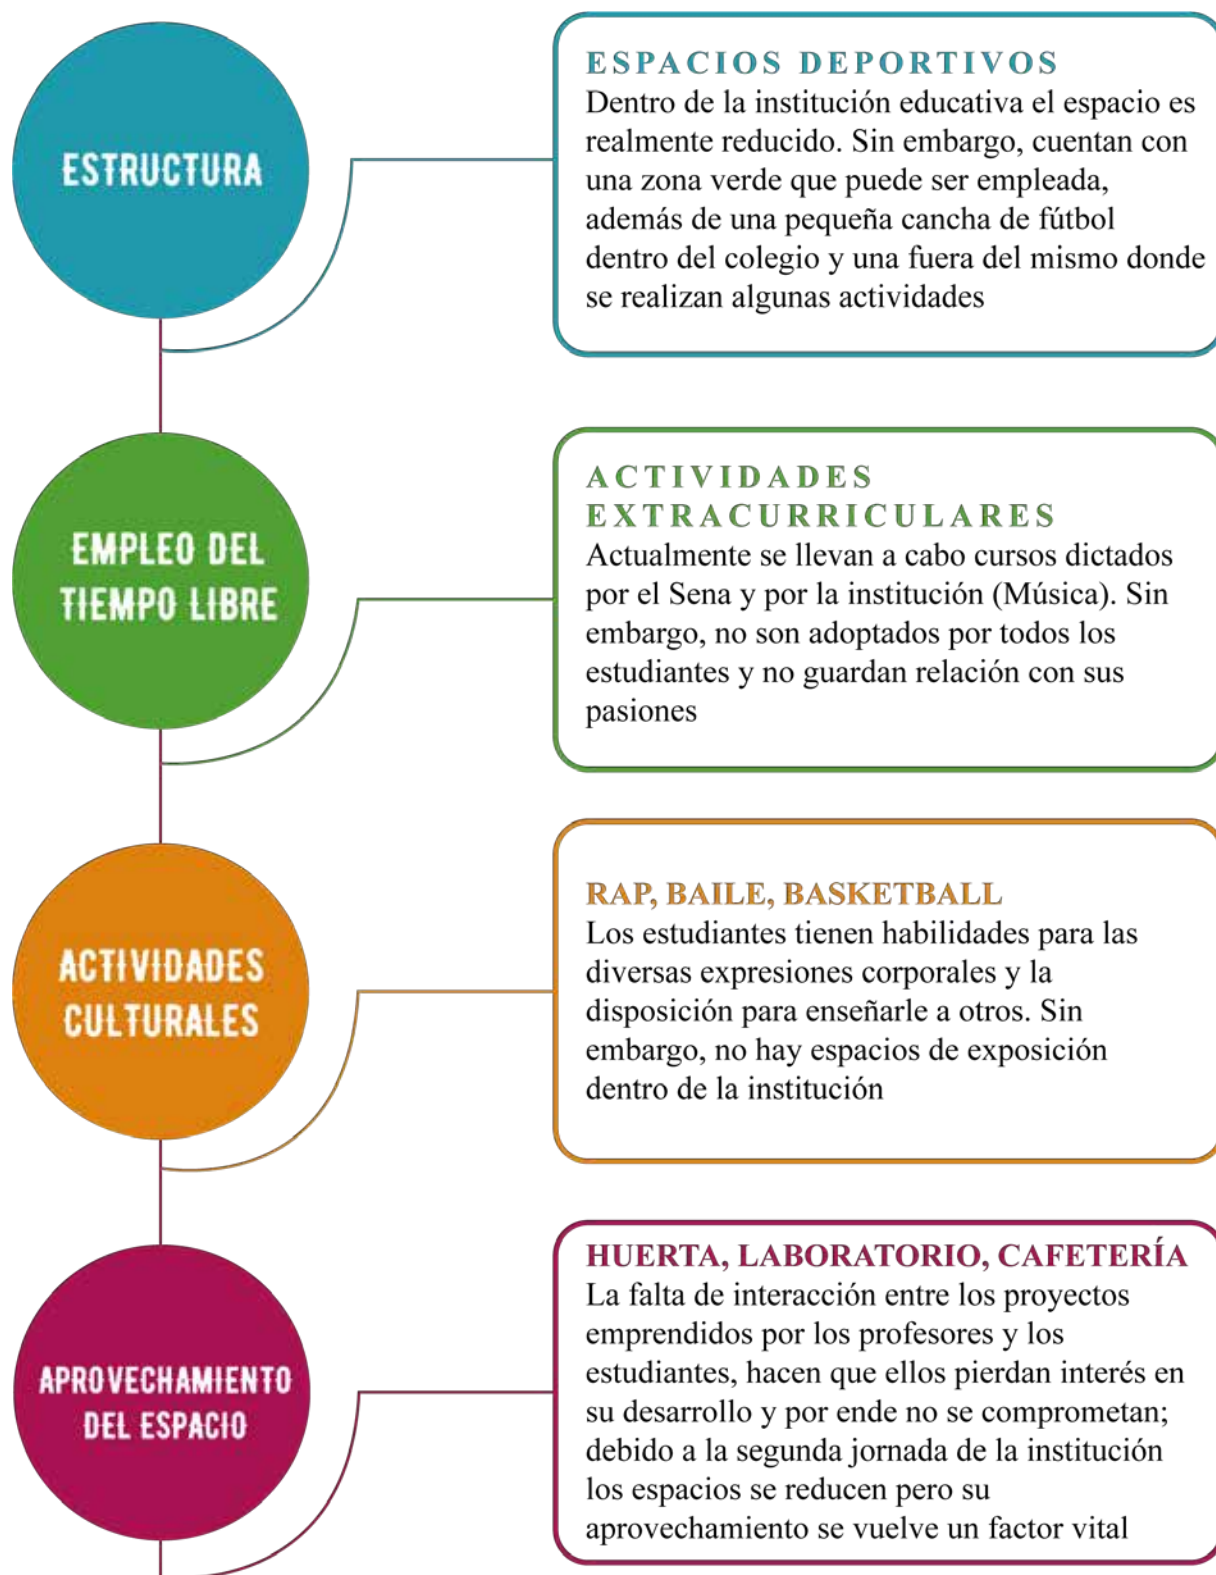 ESTRUCTURA
ESPACIOS DEPORTIVOS
Dentro de la institución educativa el espacio es
realmente reducido. Sin embargo, cuentan con
una zona verde que puede ser empleada,
además de una pequeña cancha de fútbol
dentro del colegio y una fuera del mismo donde
se realizan algunas actividades
EMPLEO DEL
TIEMPO LIBRE
ACTIVIDADES
EXTRACURRICULARES
Actualmente se llevan a cabo cursos dictados
por el Sena y por la institución (Música). Sin
embargo, no son adoptados por todos los
estudiantes y no guardan relación con sus
pasiones
ACTIVIDADES
CULTURALES
RAP, BAILE, BASKETBALL
Los estudiantes tienen habilidades para las
diversas expresiones corporales y la
disposición para enseñarle a otros. Sin
embargo, no hay espacios de exposición
dentro de la institución
APROVECHAMIENTO
DEL ESPACIO
HUERTA, LABORATORIO, CAFETERÍA
La falta de interacción entre los proyectos
emprendidos por los profesores y los
estudiantes, hacen que ellos pierdan interés en
su desarrollo y por ende no se comprometan;
debido a la segunda jornada de la institución
los espacios se reducen pero su
aprovechamiento se vuelve un factor vital